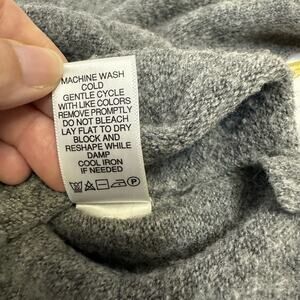 MACHINE WASH
COLD
GENTLE CYCLE
WITH LIKE COLORS
REMOVE PROMPTLY
DO NOT BLEACH
LAY FLAT TO DRY
BLOCK AND
RESHAPE WHILE
DAMP
COOL IRON
IF NEEDED
P